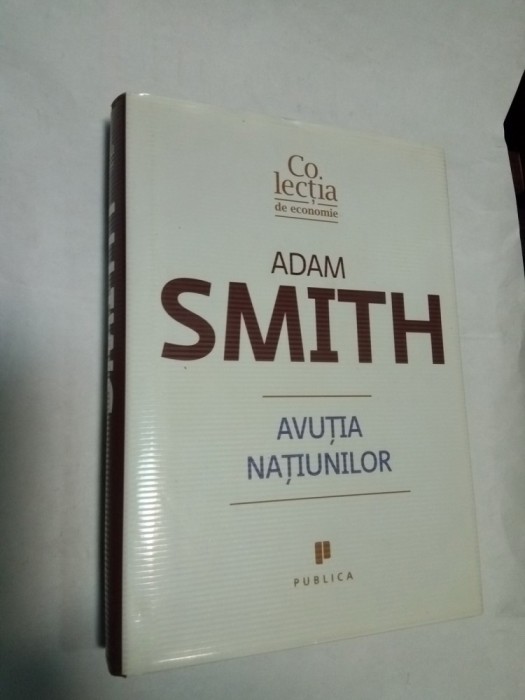 Co.
lecția
de economie
ADAM
SMITH
AVUȚIA
NAȚIUNILOR
PUBLICA